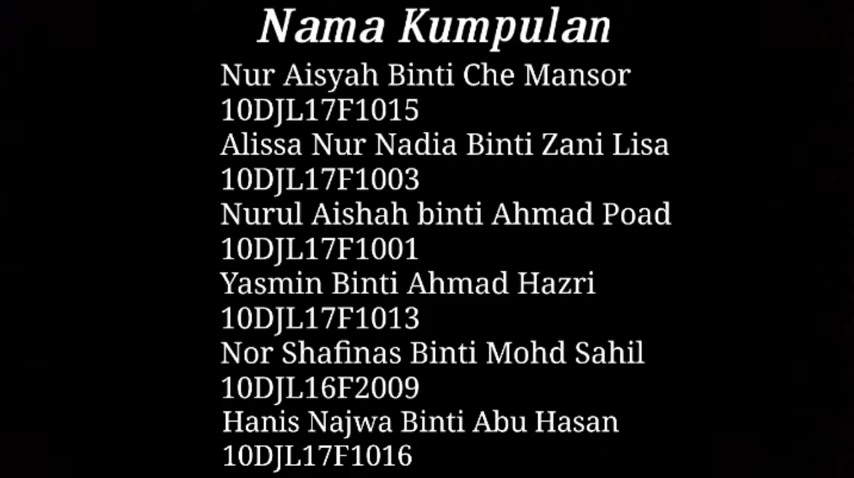 Nama Kumpulan
Nur Aisyah Binti Che Mansor
10DJL17F1015
Alissa Nur Nadia Binti Zani Lisa
10DJL17F1003
Nurul Aishah binti Ahmad Poad
10DJL17F1001
Yasmin Binti Ahmad Hazri
10DJL17F1013
Nor Shafinas Binti Mohd Sahil
10DJL16F2009
Hanis Najwa Binti Abu Hasan
10DJL17F1016